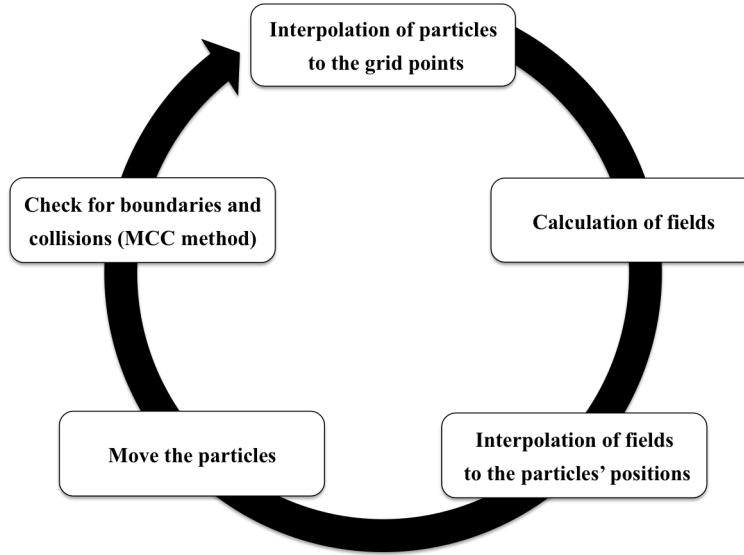 Interpolation of particles
to the grid points
Calculation of fields
Interpolation of fields
to the particles’ positions
Move the particles
Check for boundaries and
collisions (MCC method)